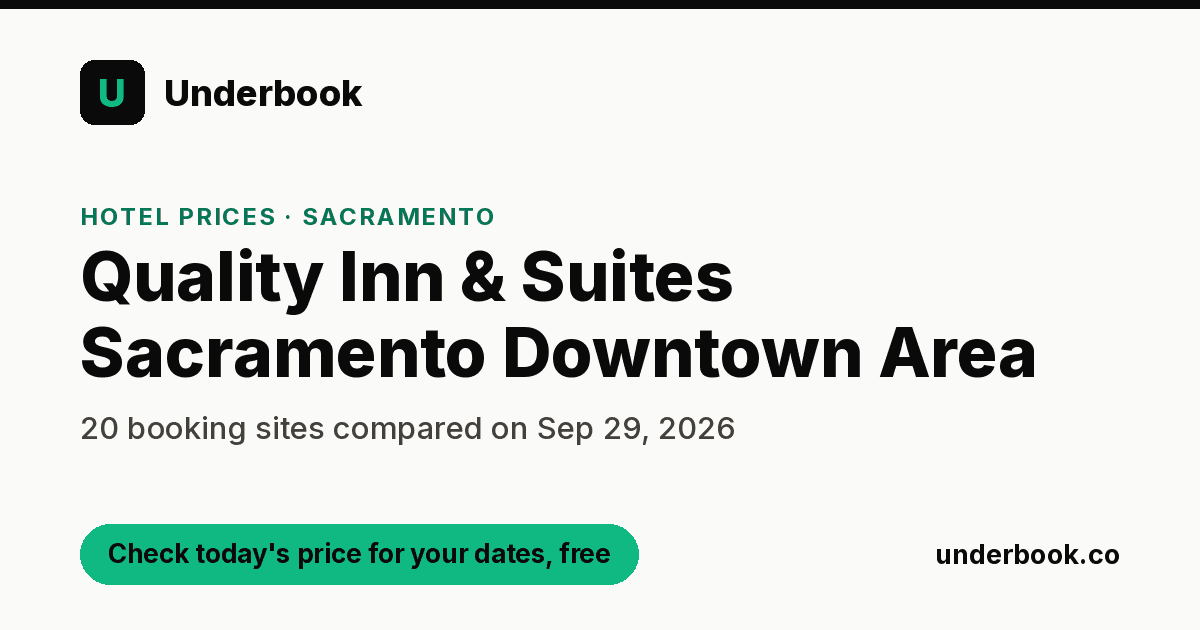 U
Underbook
HOTEL PRICES · SACRAMENTO
Quality Inn & Suites
Sacramento Downtown Area
20 booking sites compared on Sep 29, 2026
Check today's price for your dates, free
underbook.co